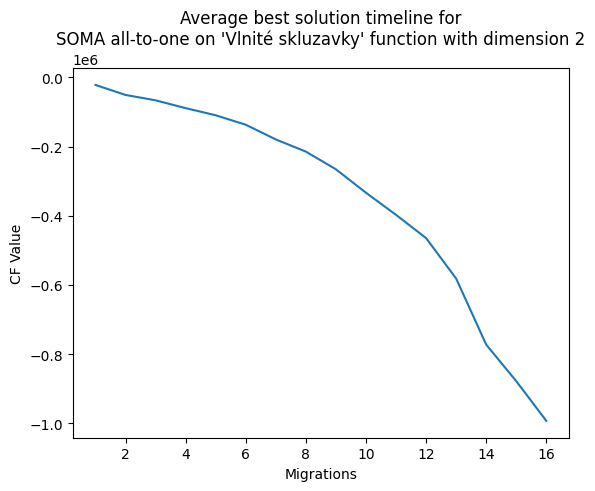 Average best solution timeline for
SOMA all-to-one on 'Vlnité skluzavky' function with dimension 2
1e6
0.0
−0.2
−0.4
−0.6
−0.8
−1.0
CF Value
2 4 6 8 10 12 14 16
Migrations